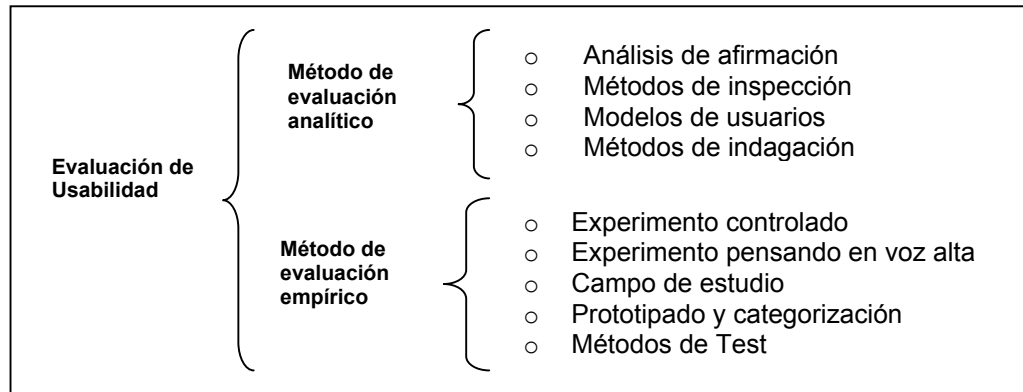 Evaluación de
Usabilidad
Método de
evaluación
analítico
o Análisis de afirmación
o Métodos de inspección
o Modelos de usuarios
o Métodos de indagación
Método de
evaluación
empírico
o Experimento controlado
o Experimento pensando en voz alta
o Campo de estudio
o Prototipado y categorización
o Métodos de Test